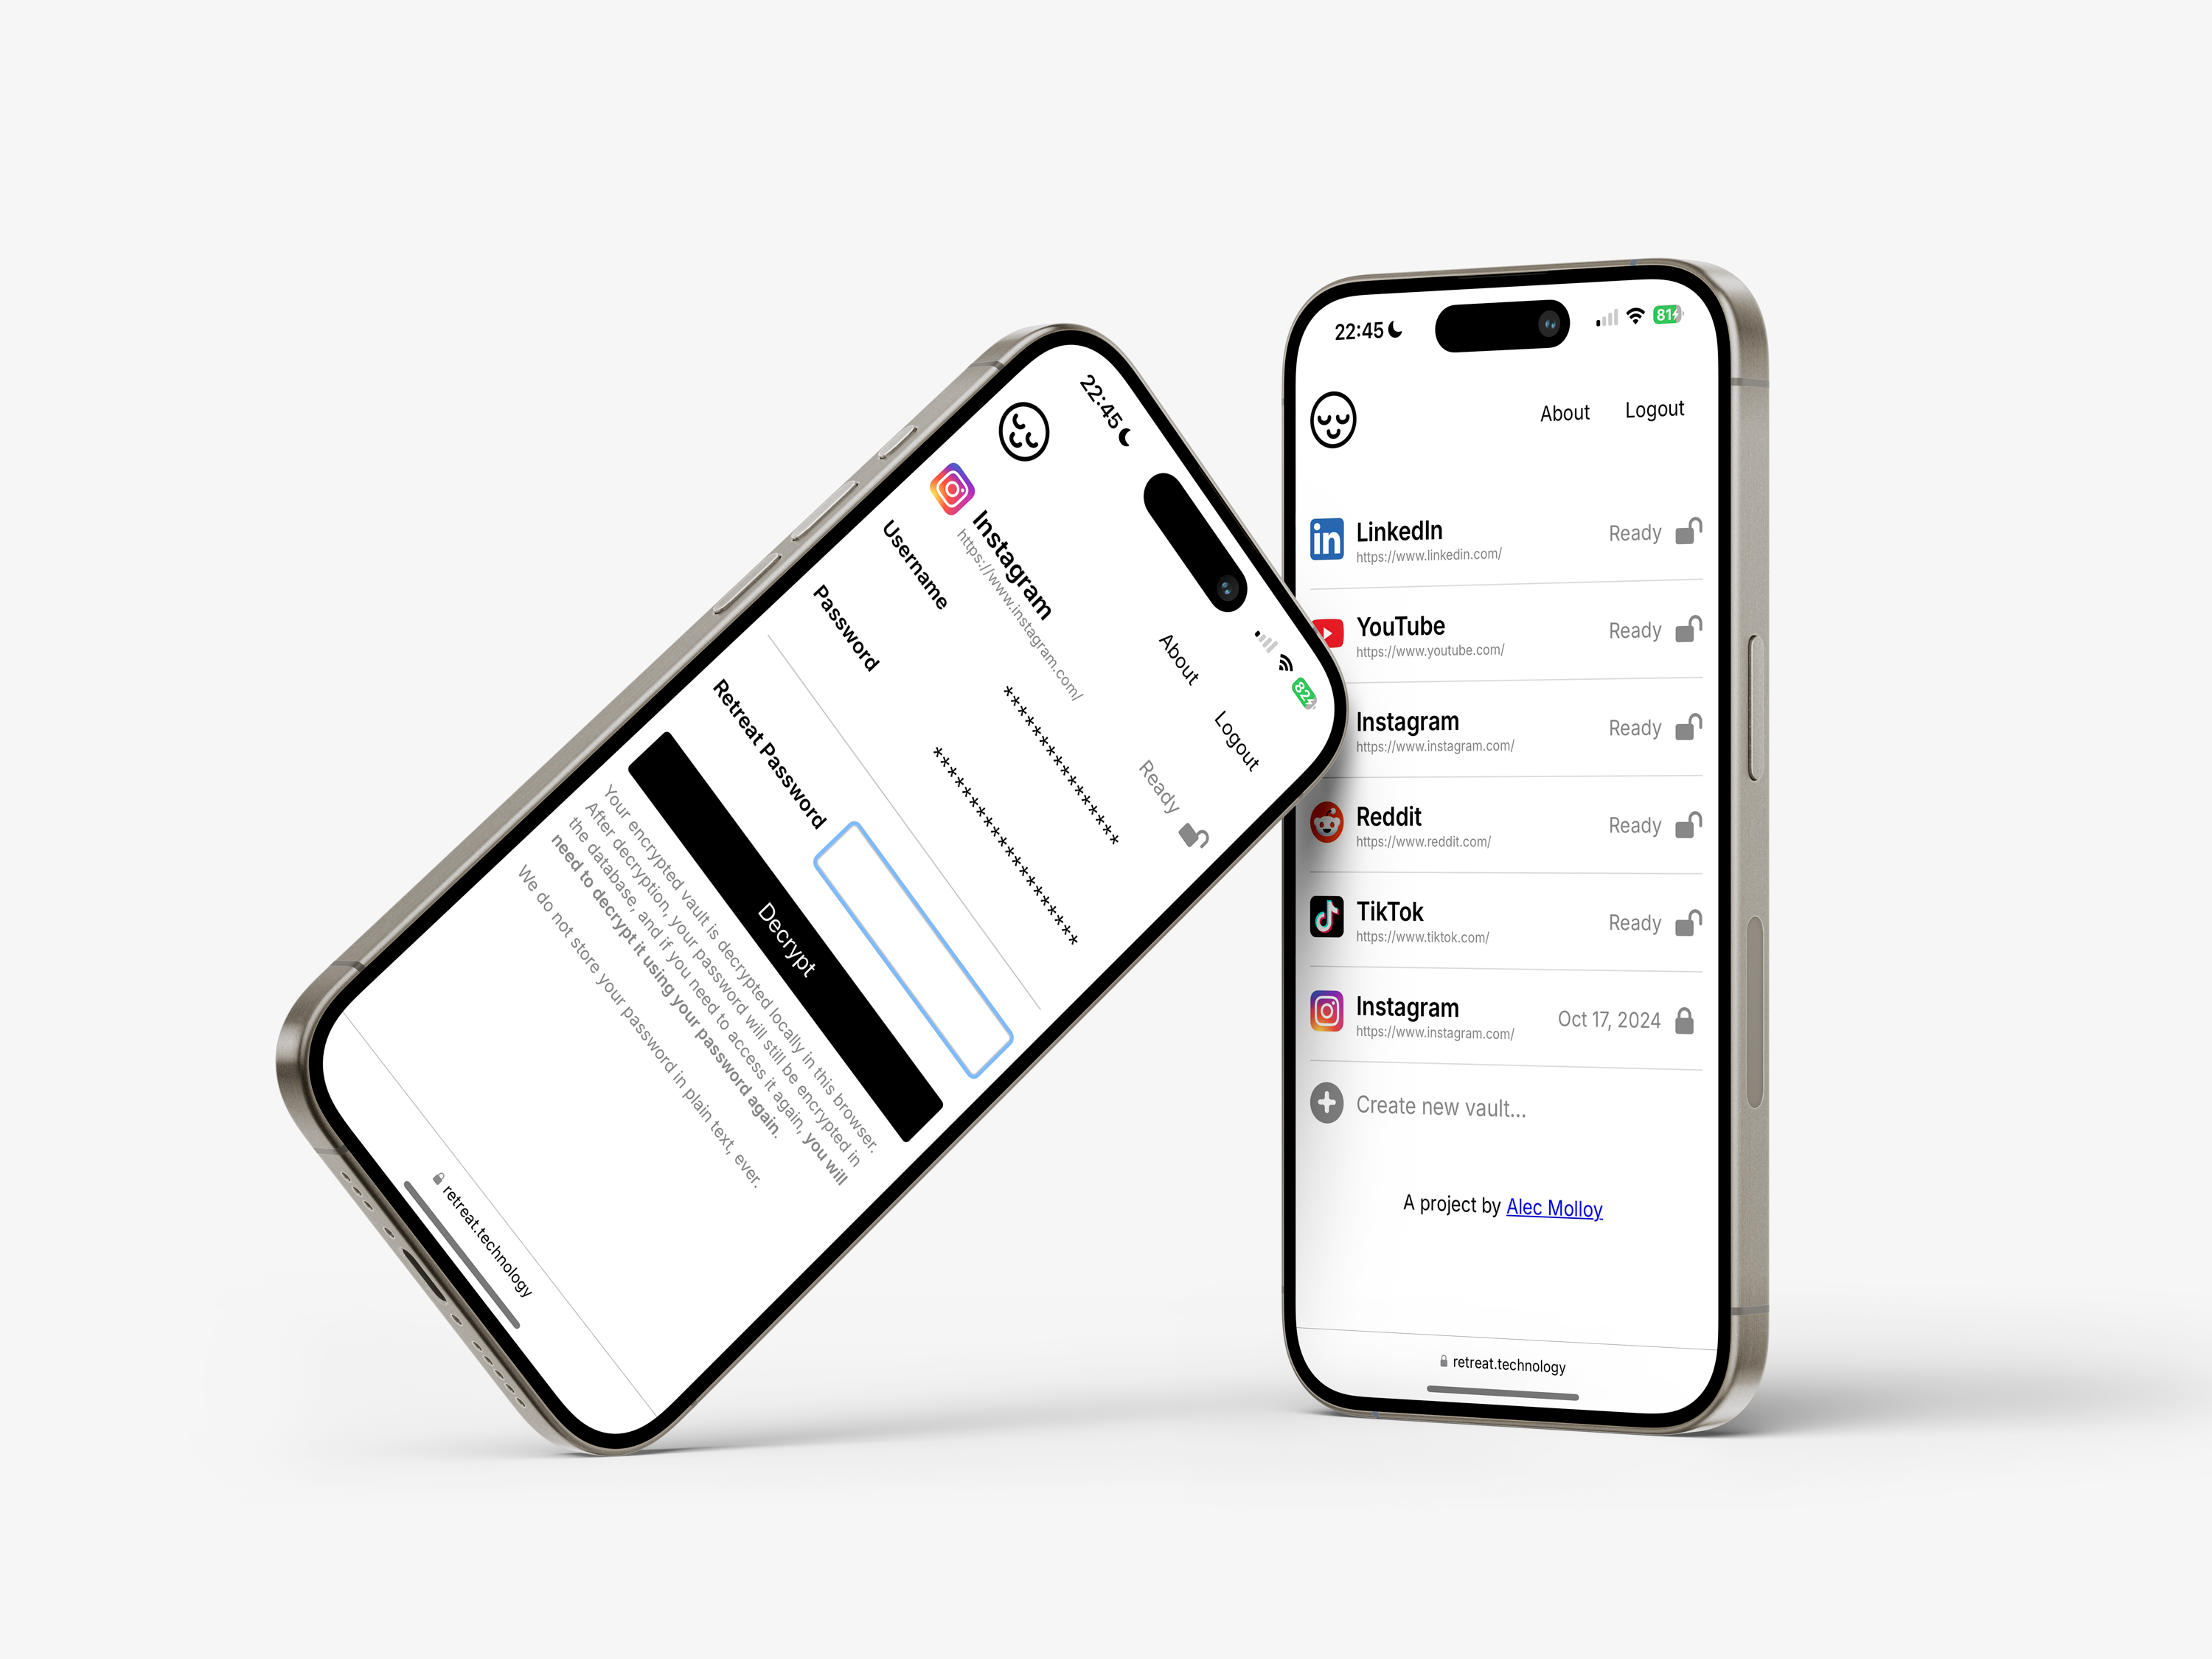 22:45
82
About
Logout
Instagram
https://www.instagram.com/
Ready
Username
****************
Password
*********************
Retreat Password
Decrypt
Your encrypted vault is decrypted locally in this browser.
After decryption, your password will still be encrypted in
the database, and if you need to access it again, you will
need to decrypt it using your password again.
We do not store your password in plain text, ever.
retreat.technology
22:45
81
About
Logout
in
LinkedIn
https://www.linkedin.com/
Ready
YouTube
https://www.youtube.com/
Ready
Instagram
https://www.instagram.com/
Ready
Reddit
https://www.reddit.com/
Ready
TikTok
https://www.tiktok.com/
Ready
Instagram
https://www.instagram.com/
Oct 17, 2024
Create new vault...
A project by Alec Molloy
retreat.technology